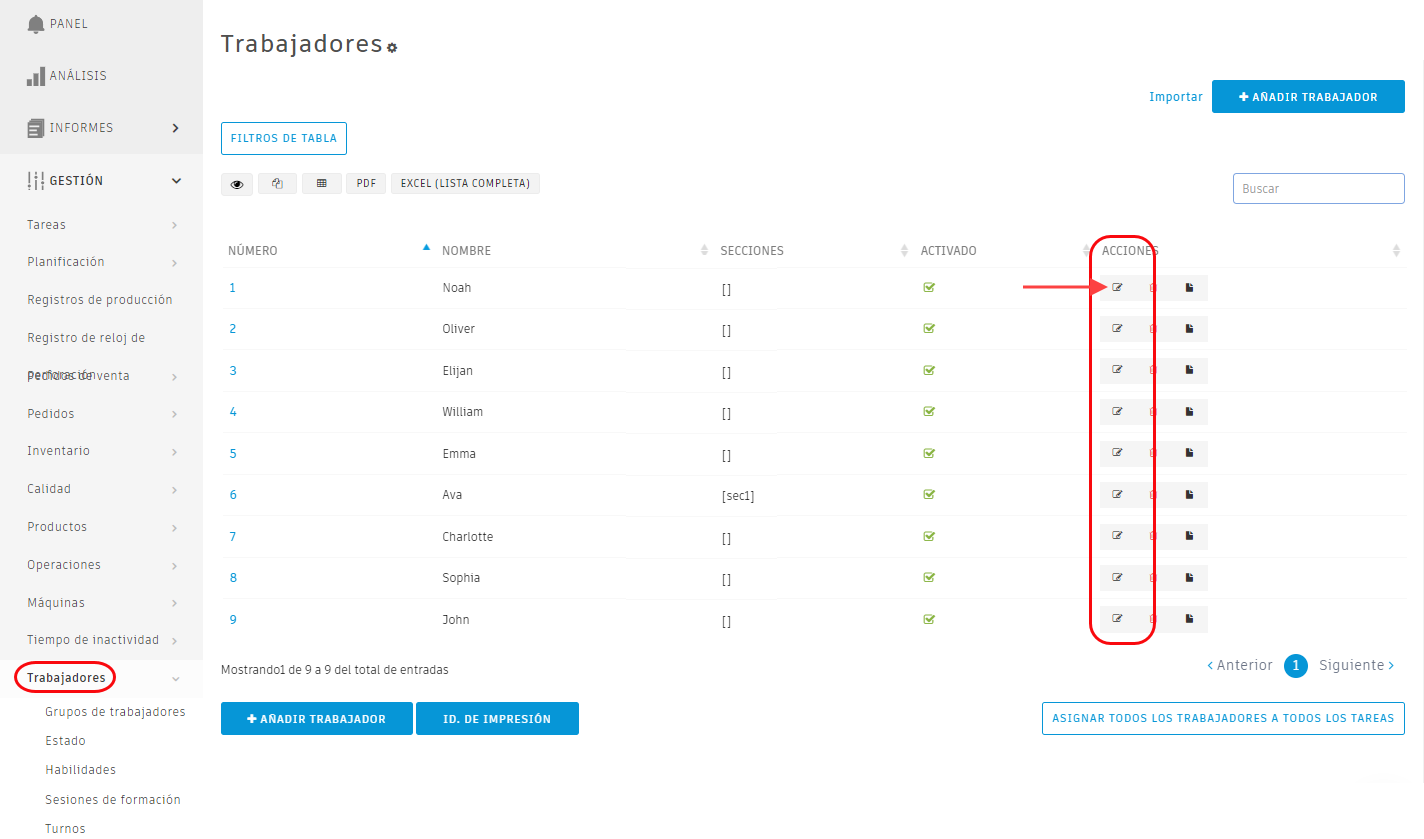 PANEL
ANÁLISIS
INFORMES
GESTIÓN
Tareas
Planificación
Registros de producción
Registro de reloj de
perforación
Pedidos de venta
Pedidos
Inventario
Calidad
Productos
Operaciones
Máquinas
Tiempo de inactividad
Trabajadores
Grupos de trabajadores
Estado
Habilidades
Sesiones de formación
Turnos
Trabajadores
Importar
AÑADIR TRABAJADOR
FILTROS DE TABLA
PDF
EXCEL (LISTA COMPLETA)
Buscar
NÚMERO NOMBRE SECCIONES ACTIVADO ACCIONES
1 Noah []
2 Oliver []
3 Elijan []
4 William []
5 Emma []
6 Ava [sec1]
7 Charlotte []
8 Sophia []
9 John []
Mostrando1 de 9 a 9 del total de entradas
< Anterior 1 Siguiente >
AÑADIR TRABAJADOR
ID. DE IMPRESIÓN
ASIGNAR TODOS LOS TRABAJADORES A TODOS LOS TAREAS